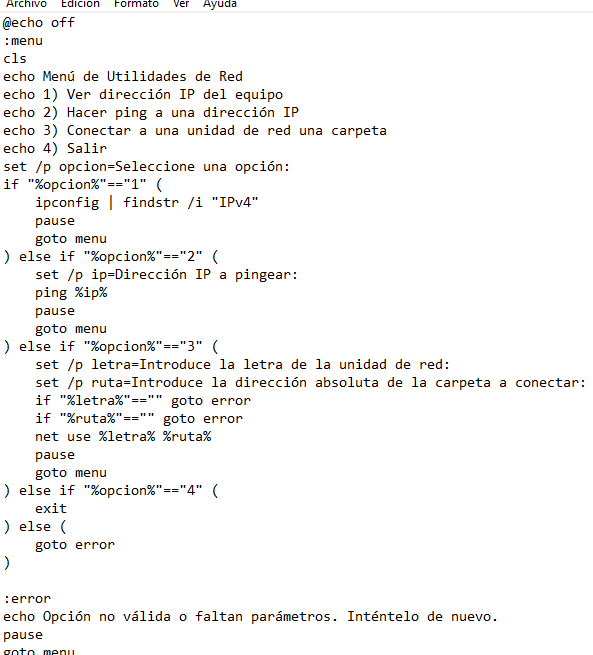 Archivo Edición Formato Ver Ayuda
@echo off
:menu
cls
echo Menú de Utilidades de Red
echo 1) Ver dirección IP del equipo
echo 2) Hacer ping a una dirección IP
echo 3) Conectar a una unidad de red una carpeta
echo 4) Salir
set /p opcion=Seleccione una opción:
if "%opcion%"=="1" (
    ipconfig | findstr /i "IPv4"
    pause
    goto menu
) else if "%opcion%"=="2" (
    set /p ip=Dirección IP a pingear:
    ping %ip%
    pause
    goto menu
) else if "%opcion%"=="3" (
    set /p letra=Introduce la letra de la unidad de red:
    set /p ruta=Introduce la dirección absoluta de la carpeta a conectar:
    if "%letra%"=="" goto error
    if "%ruta%"=="" goto error
    net use %letra% %ruta%
    pause
    goto menu
) else if "%opcion%"=="4" (
    exit
) else (
    goto error
)

:error
echo Opción no válida o faltan parámetros. Inténtelo de nuevo.
pause
goto menu